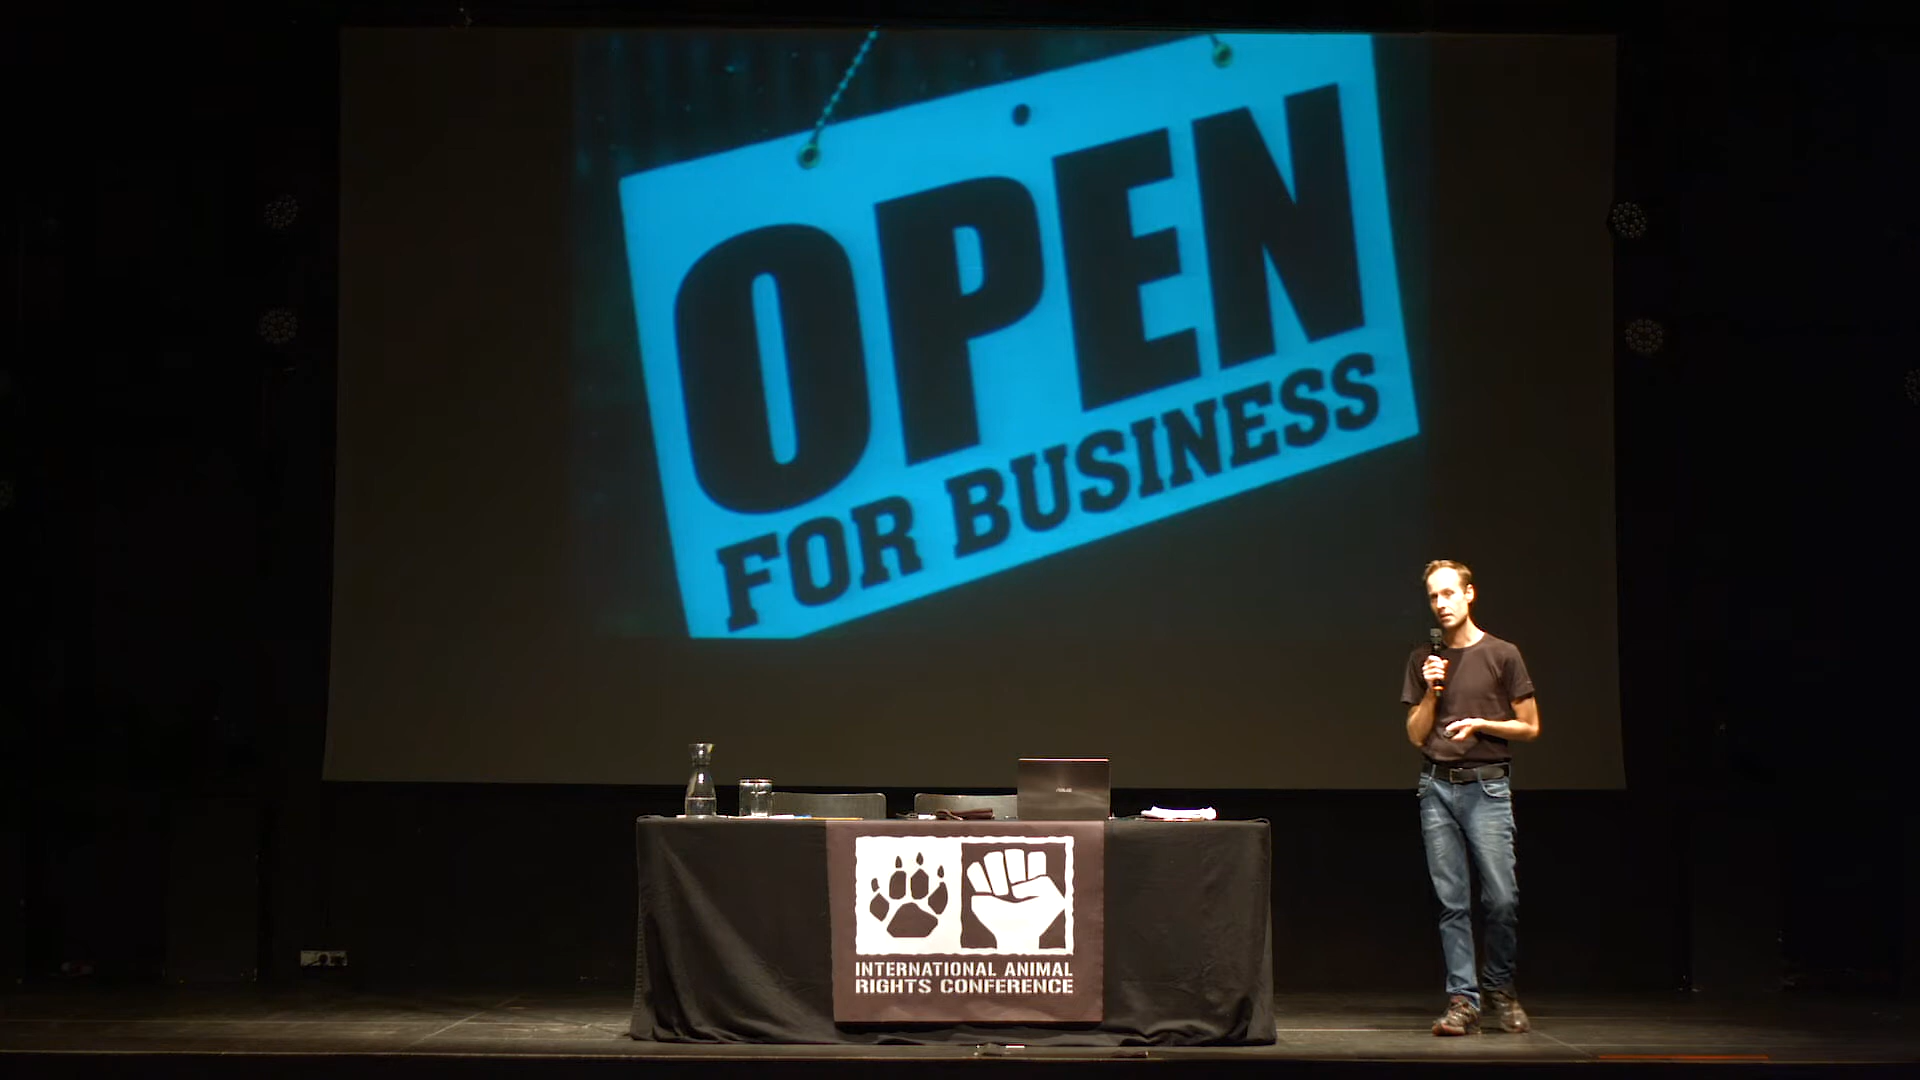 OPEN
FOR BUSINESS
INTERNATIONAL ANIMAL
RIGHTS CONFERENCE